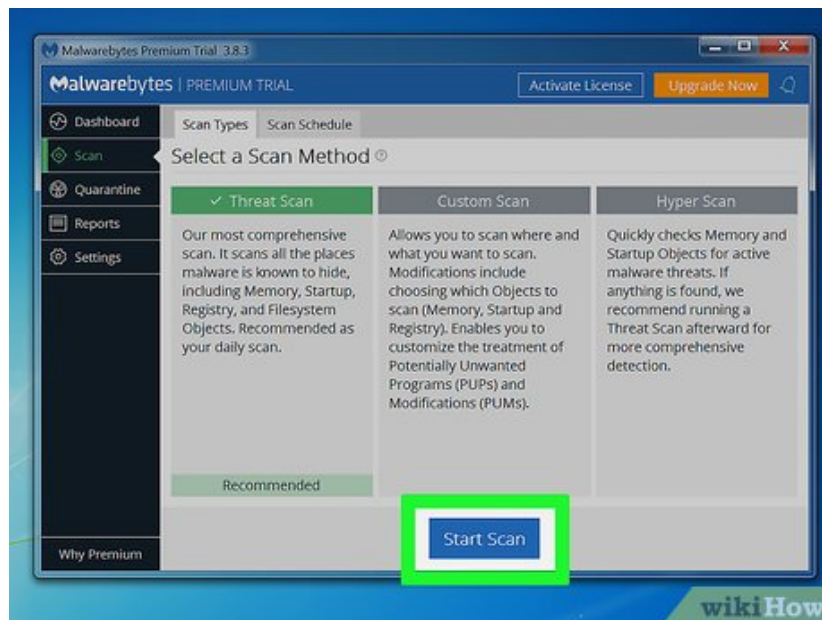 Malwarebytes Premium Trial 3.8.3
Malwarebytes | PREMIUM TRIAL
Activate License
Upgrade Now
Dashboard
Scan
Quarantine
Reports
Settings
Why Premium
Scan Types
Scan Schedule
Select a Scan Method
✓ Threat Scan
Our most comprehensive
scan. It scans all the places
malware is known to hide,
including Memory, Startup,
Registry, and Filesystem
Objects. Recommended as
your daily scan.
Recommended
Custom Scan
Allows you to scan where and
what you want to scan.
Modifications include
choosing which Objects to
scan (Memory, Startup and
Registry). Enables you to
customize the treatment of
Potentially Unwanted
Programs (PUPs) and
Modifications (PUMs).
Hyper Scan
Quickly checks Memory and
Startup Objects for active
malware threats. If
anything is found, we
recommend running a
Threat Scan afterward for
more comprehensive
detection.
Start Scan
wikiHow